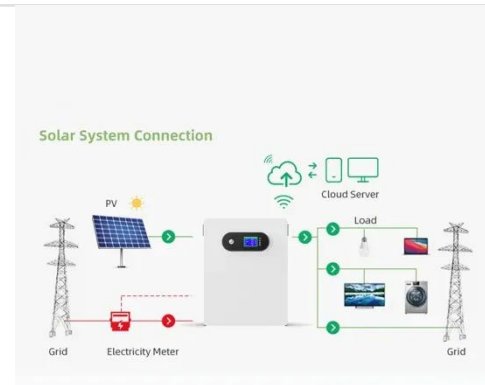 Solar System Connection
Cloud Server
PV
Load
Grid
Electricity Meter
Grid